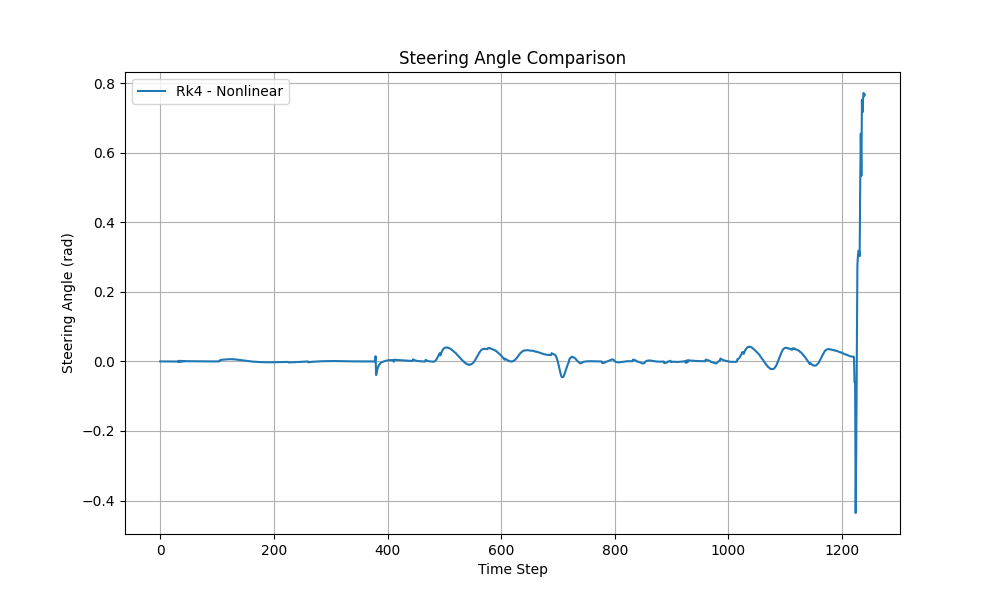 Steering Angle Comparison
Rk4 - Nonlinear
Steering Angle (rad)
0.8
0.6
0.4
0.2
0.0
−0.2
−0.4
0 200 400 600 800 1000 1200
Time Step